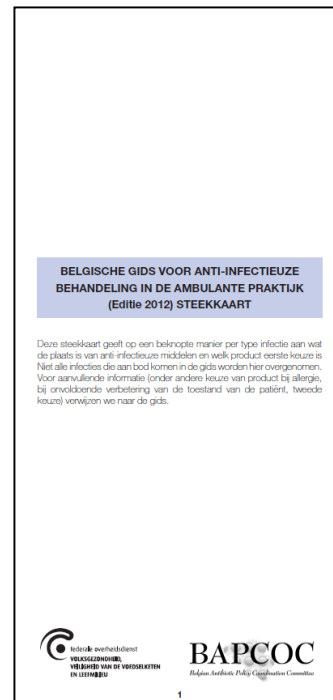 BELGISCHE GIDS VOOR ANTI-INFECTIEUZE
BEHANDELING IN DE AMBULANTE PRAKTIJK
(Editie 2012) STEEKKAART
Deze steekkaart geeft op een beknopte manier per type infectie aan wat
de plaats is van anti-infectieuze middelen en welk product eerste keuze is
Niet alle infecties die aan bod komen in de gids worden hier overgenomen.
Voor aanvullende informatie (onder andere keuze van product bij allergie,
bij onvoldoende verbetering van de toestand van de patiënt, tweede
keuze) verwijzen we naar de gids.
federale overheidsdienst
VOLKSGEZONDHEID,
VEILIGHEID VAN DE VOEDSELKETEN
EN LEEFMILIEU
BAPCOC
Belgian Antibiotic Policy Coordination Committee
1